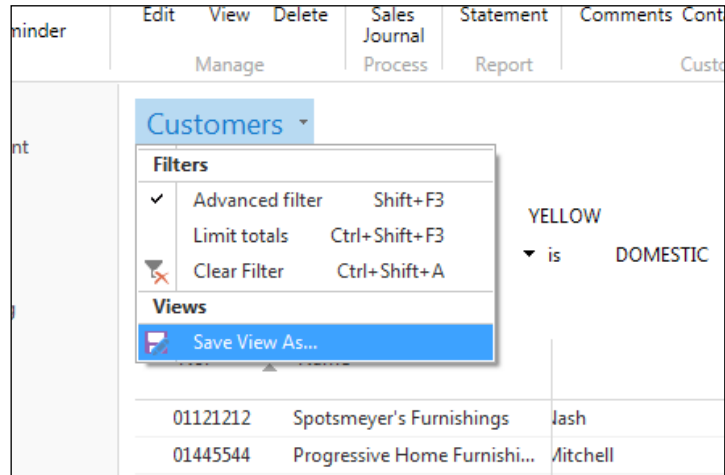 Edit View Delete Sales Journal Statement Comments Cont
minder
Manage Process Report Custo
Customers
nt
Filters
Advanced filter Shift+F3
YELLOW
Limit totals Ctrl+Shift+F3
is DOMESTIC
Clear Filter Ctrl+Shift+A
Views
Save View As...
01121212 Spotsmeyer's Furnishings Nash
01445544 Progressive Home Furnishi... Mitchell